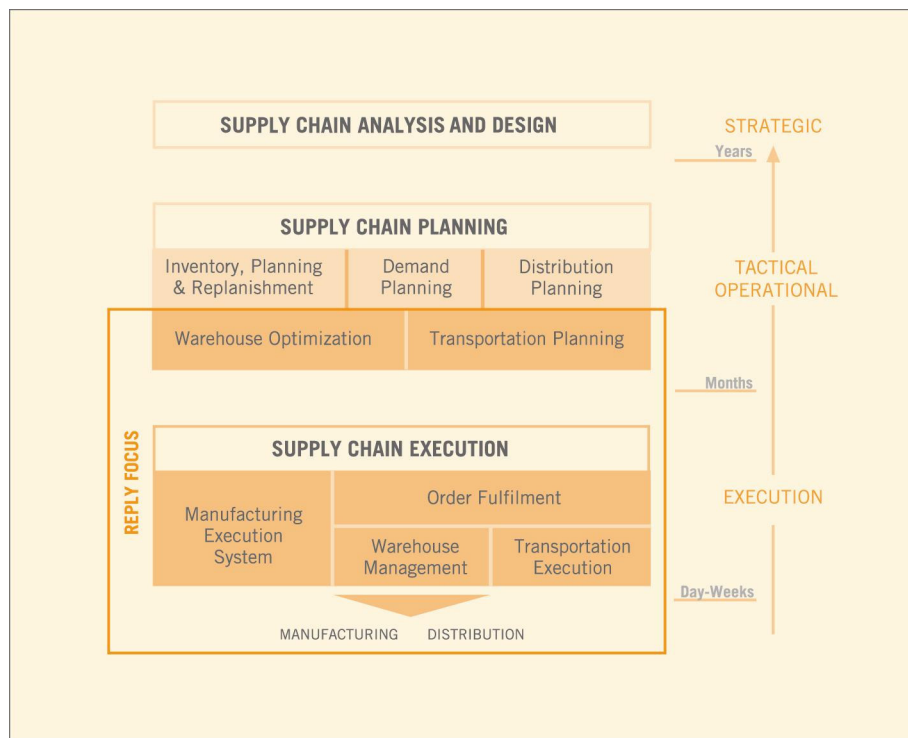 SUPPLY CHAIN ANALYSIS AND DESIGN
STRATEGIC
Years
SUPPLY CHAIN PLANNING
Inventory, Planning
& Replanishment
Demand
Planning
Distribution
Planning
TACTICAL
OPERATIONAL
Warehouse Optimization
Transportation Planning
Months
REPLY FOCUS
SUPPLY CHAIN EXECUTION
Manufacturing
Execution
System
Order Fulfilment
EXECUTION
Warehouse
Management
Transportation
Execution
Day-Weeks
MANUFACTURING
DISTRIBUTION